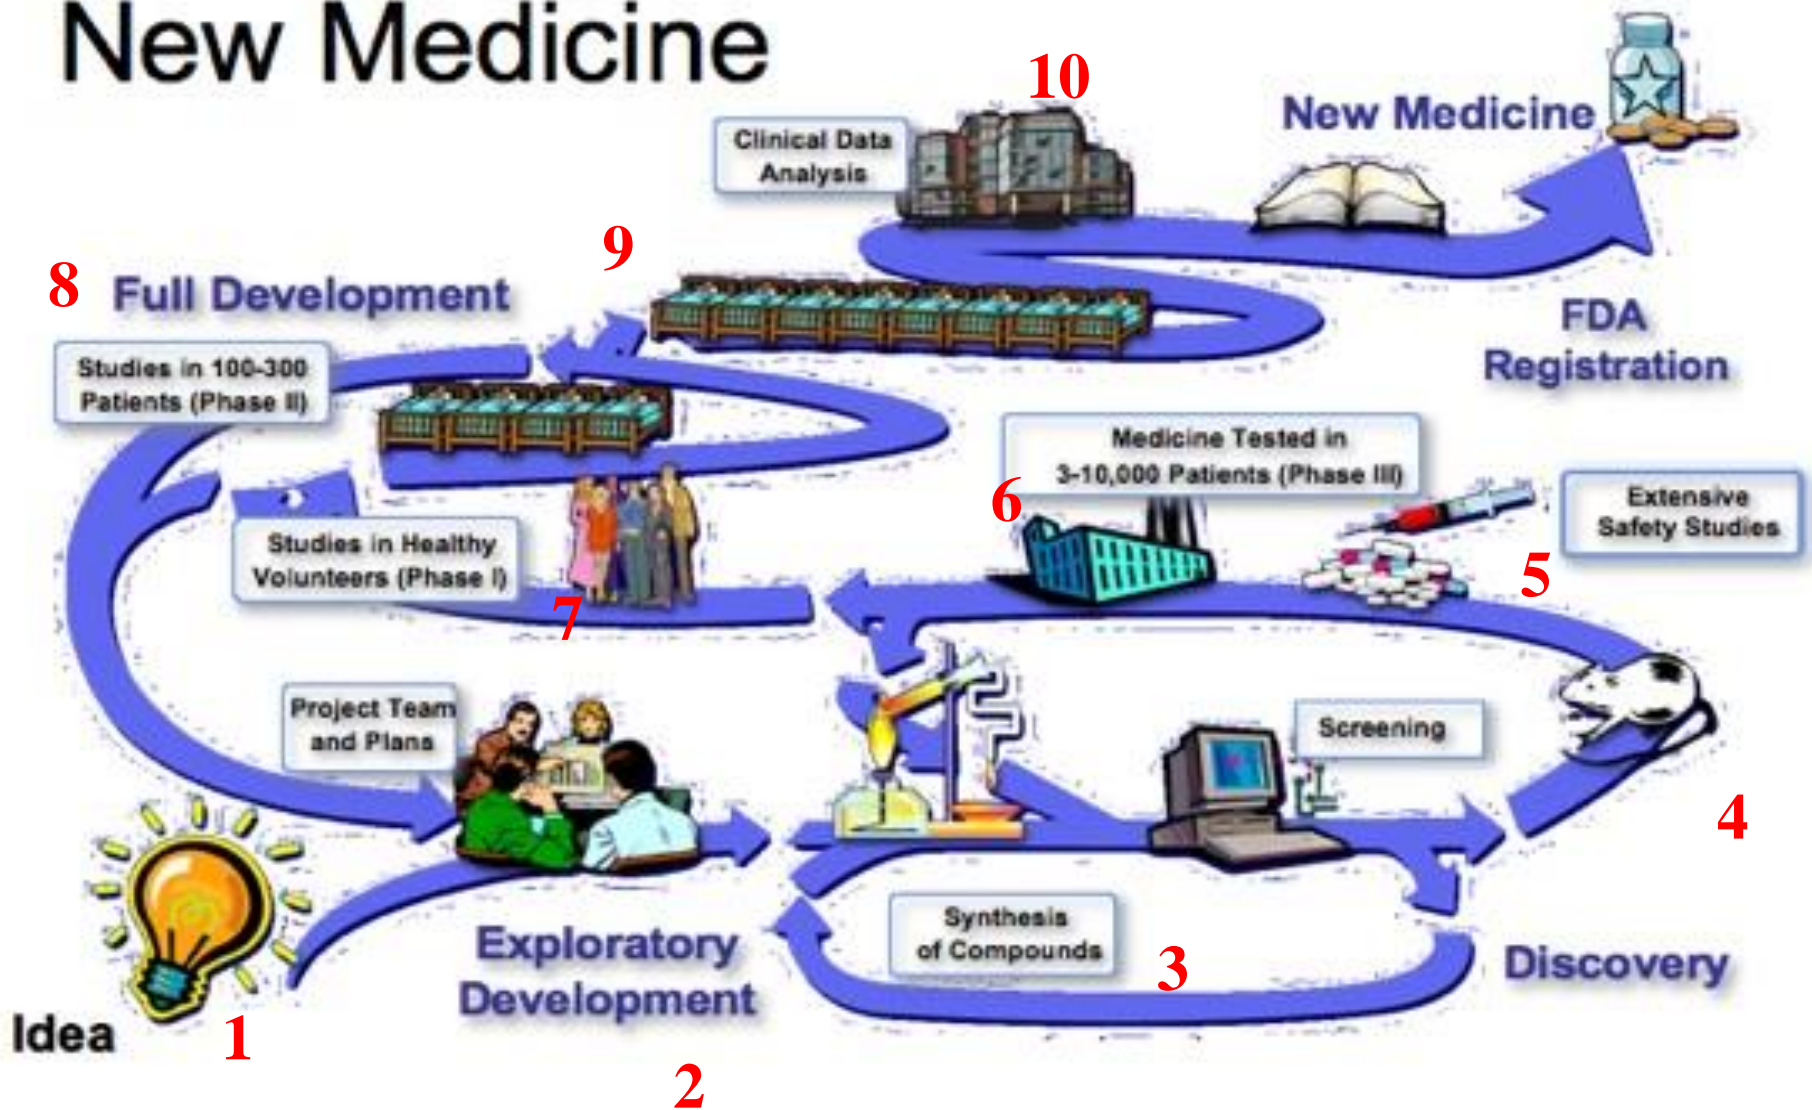 New Medicine
10
New Medicine
Clinical Data
Analysis
9
8
Full Development
FDA
Registration
Studies in 100-300
Patients (Phase II)
Medicine Tested in
3-10,000 Patients (Phase III)
6
Extensive
Safety Studies
5
Studies in Healthy
Volunteers (Phase I)
7
Project Team
and Plans
Screening
4
Synthesis
of Compounds
3
Exploratory
Development
Discovery
Idea
1
2